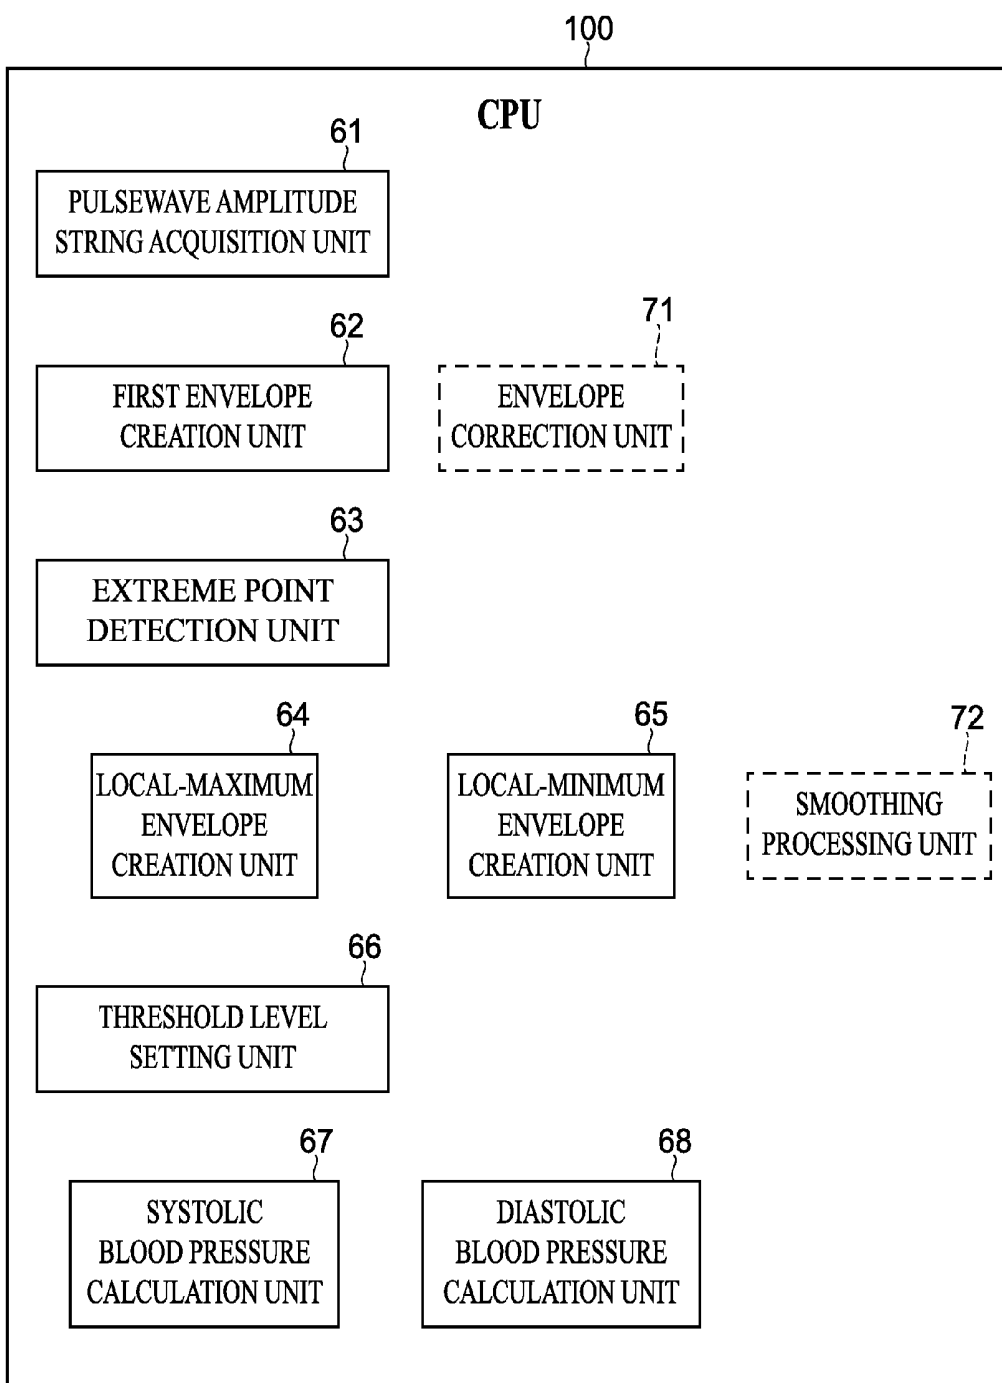 100
CPU
61
PULSEWAVE AMPLITUDE
STRING ACQUISITION UNIT
62
FIRST ENVELOPE
CREATION UNIT
71
ENVELOPE
CORRECTION UNIT
63
EXTREME POINT
DETECTION UNIT
64
LOCAL-MAXIMUM
ENVELOPE
CREATION UNIT
65
LOCAL-MINIMUM
ENVELOPE
CREATION UNIT
72
SMOOTHING
PROCESSING UNIT
66
THRESHOLD LEVEL
SETTING UNIT
67
SYSTOLIC
BLOOD PRESSURE
CALCULATION UNIT
68
DIASTOLIC
BLOOD PRESSURE
CALCULATION UNIT